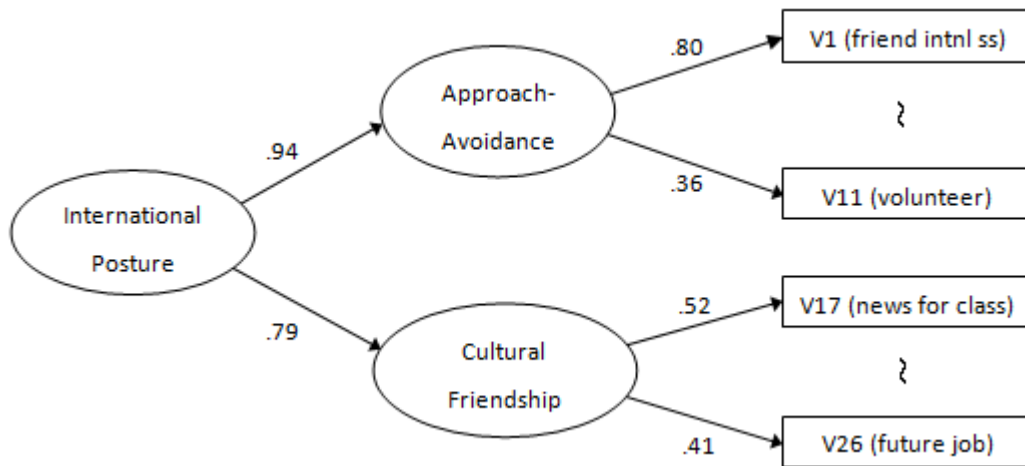 V1 (friend intnl ss)
.80
Approach-
Avoidance
.94
.36
V11 (volunteer)
International
Posture
V17 (news for class)
.52
.79
Cultural
Friendship
.41
V26 (future job)